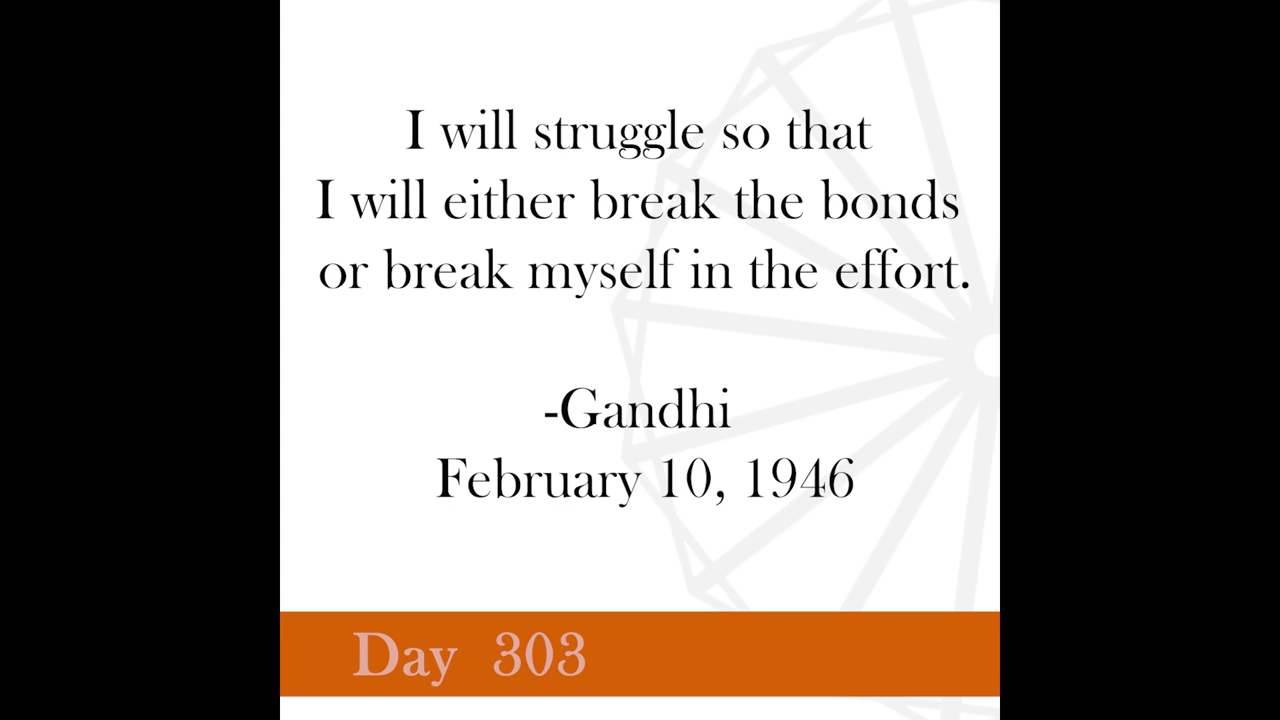 I will struggle so that
I will either break the bonds
or break myself in the effort.
-Gandhi
February 10, 1946
Day 303